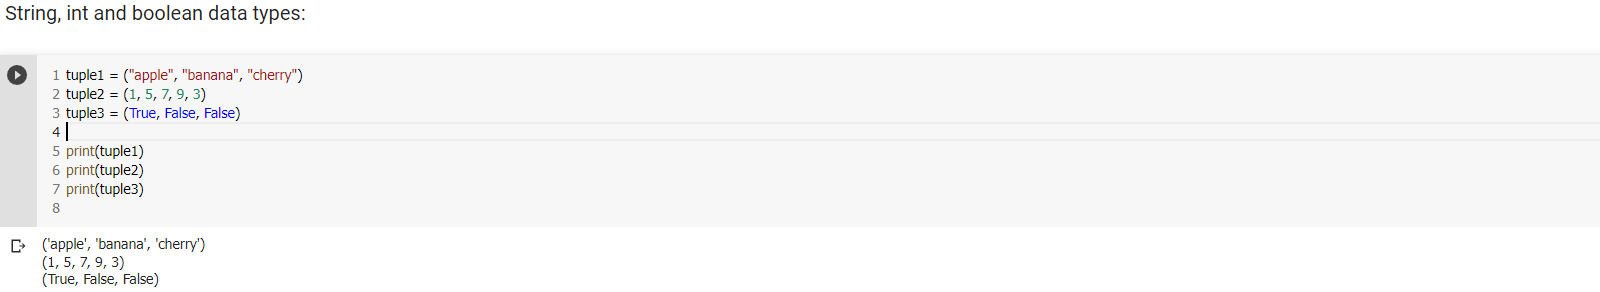 String, int and boolean data types:
1 tuple1 = ("apple", "banana", "cherry")
2 tuple2 = (1, 5, 7, 9, 3)
3 tuple3 = (True, False, False)
4
5 print(tuple1)
6 print(tuple2)
7 print(tuple3)
8
('apple', 'banana', 'cherry')
(1, 5, 7, 9, 3)
(True, False, False)